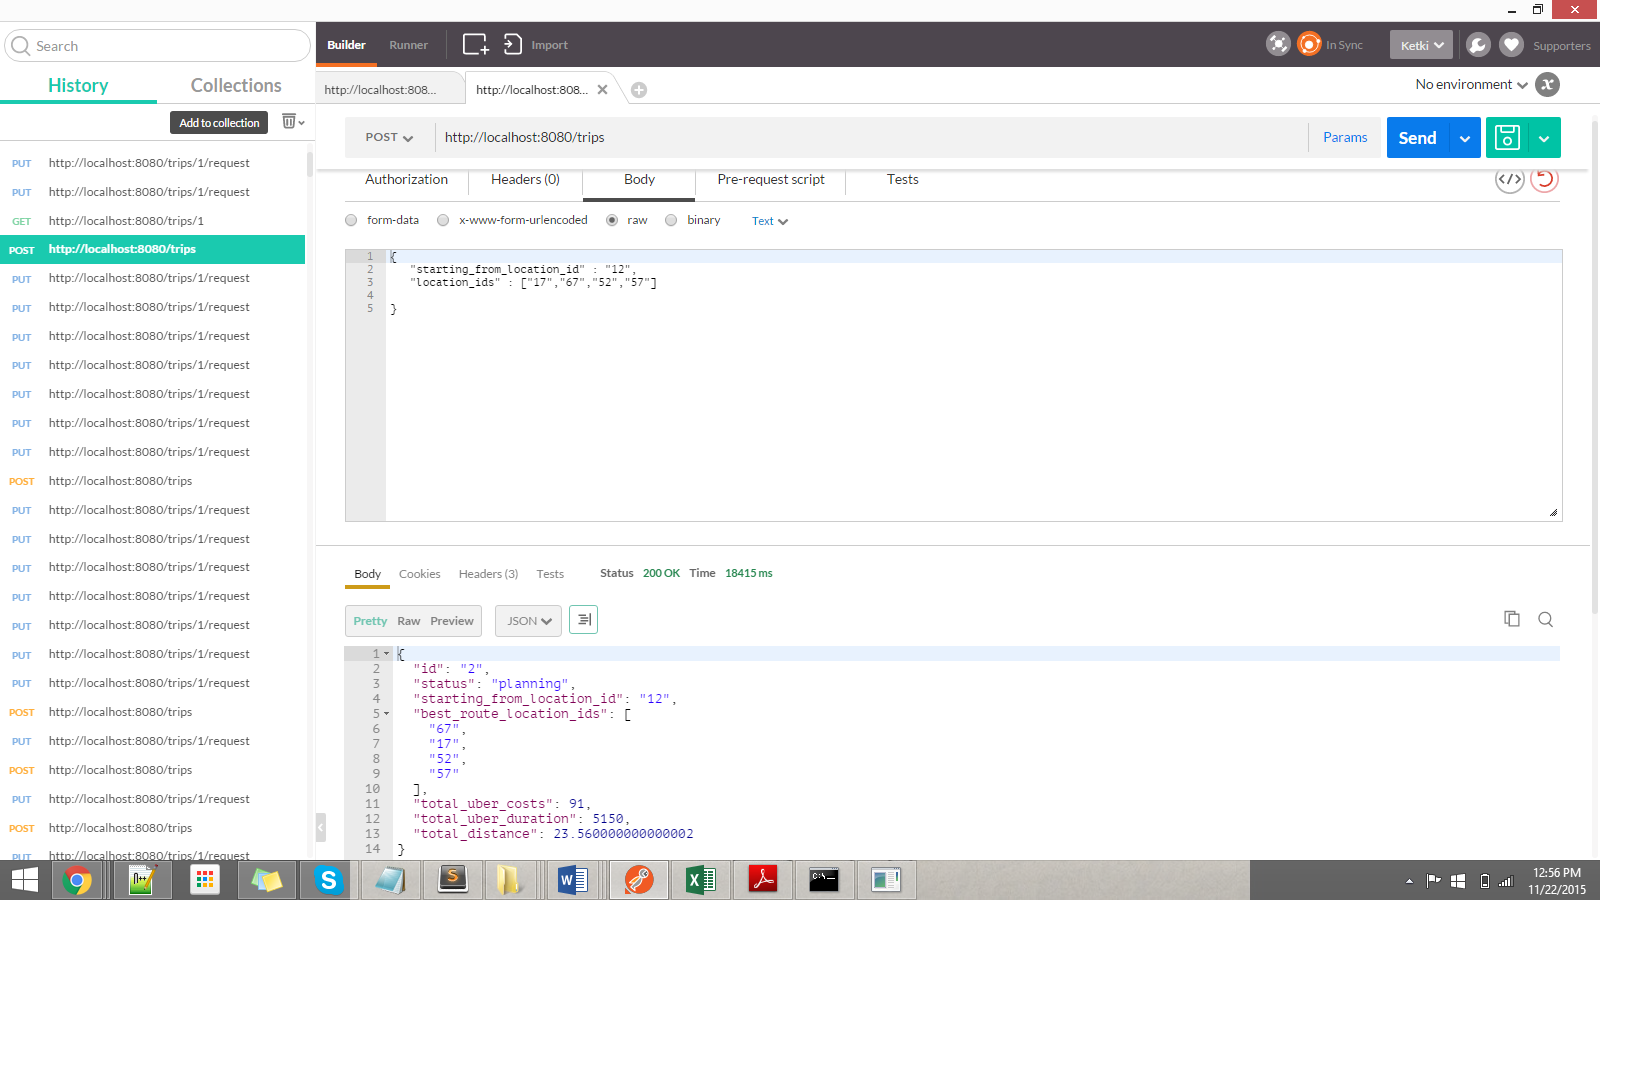 Search
Builder
Runner
Import
In Sync
Ketki
Supporters
History
Collections
http://localhost:808...
http://localhost:808...
No environment
Add to collection
POST
http://localhost:8080/trips
Params
Send
Authorization
Headers (0)
Body
Pre-request script
Tests
form-data
x-www-form-urlencoded
raw
binary
Text
1 {
2 "starting_from_location_id" : "12",
3 "location_ids" : ["17","67","52","57"]
4
5 }
PUT http://localhost:8080/trips/1/request
PUT http://localhost:8080/trips/1/request
GET http://localhost:8080/trips/1
POST http://localhost:8080/trips
PUT http://localhost:8080/trips/1/request
PUT http://localhost:8080/trips/1/request
PUT http://localhost:8080/trips/1/request
PUT http://localhost:8080/trips/1/request
PUT http://localhost:8080/trips/1/request
PUT http://localhost:8080/trips/1/request
PUT http://localhost:8080/trips/1/request
POST http://localhost:8080/trips
PUT http://localhost:8080/trips/1/request
PUT http://localhost:8080/trips/1/request
PUT http://localhost:8080/trips/1/request
PUT http://localhost:8080/trips/1/request
PUT http://localhost:8080/trips/1/request
PUT http://localhost:8080/trips/1/request
PUT http://localhost:8080/trips/1/request
POST http://localhost:8080/trips
PUT http://localhost:8080/trips/1/request
POST http://localhost:8080/trips
PUT http://localhost:8080/trips/1/request
POST http://localhost:8080/trips
PUT http://localhost:8080/trips/1/request
Body
Cookies
Headers (3)
Tests
Status 200 OK Time 18415 ms
Pretty Raw Preview
JSON
1 {
2 "id": "2",
3 "status": "planning",
4 "starting_from_location_id": "12",
5 "best_route_location_ids": [
6 "67",
7 "17",
8 "52",
9 "57"
10 ],
11 "total_uber_costs": 91,
12 "total_uber_duration": 5150,
13 "total_distance": 23.560000000000002
14 }
12:56 PM
11/22/2015